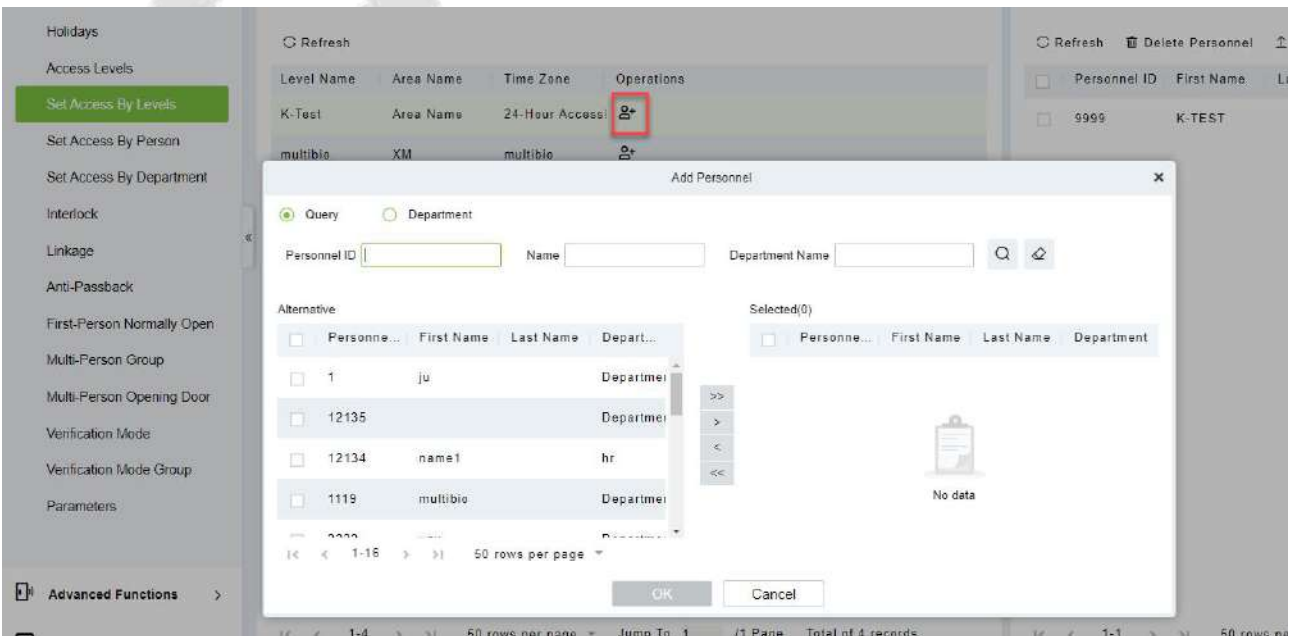 Holidays
Access Levels
Set Access By Levels
Set Access By Person
Set Access By Department
Interlock
Linkage
Anti-Passback
First-Person Normally Open
Multi-Person Group
Multi-Person Opening Door
Verification Mode
Verification Mode Group
Parameters
Advanced Functions >
Refresh
Level Name Area Name Time Zone Operations
K-Test Area Name 24-Hour Access
multibio XM multibio
Refresh Delete Personnel
Personnel ID First Name
9999 K-TEST
Add Personnel ×
Query Department
Personnel ID Name Department Name
Alternative
Personne... First Name Last Name Depart...
1 ju
12135
12134 name1 hr
1119 multibio
|< < 1-16 > >| 50 rows per page
>>
>
<
<<
Selected(0)
Personne... First Name Last Name Department
No data
OK Cancel
1-4 50 rows per page Jump To 1 /1 Page Total of 4 records
1-1 50 rows